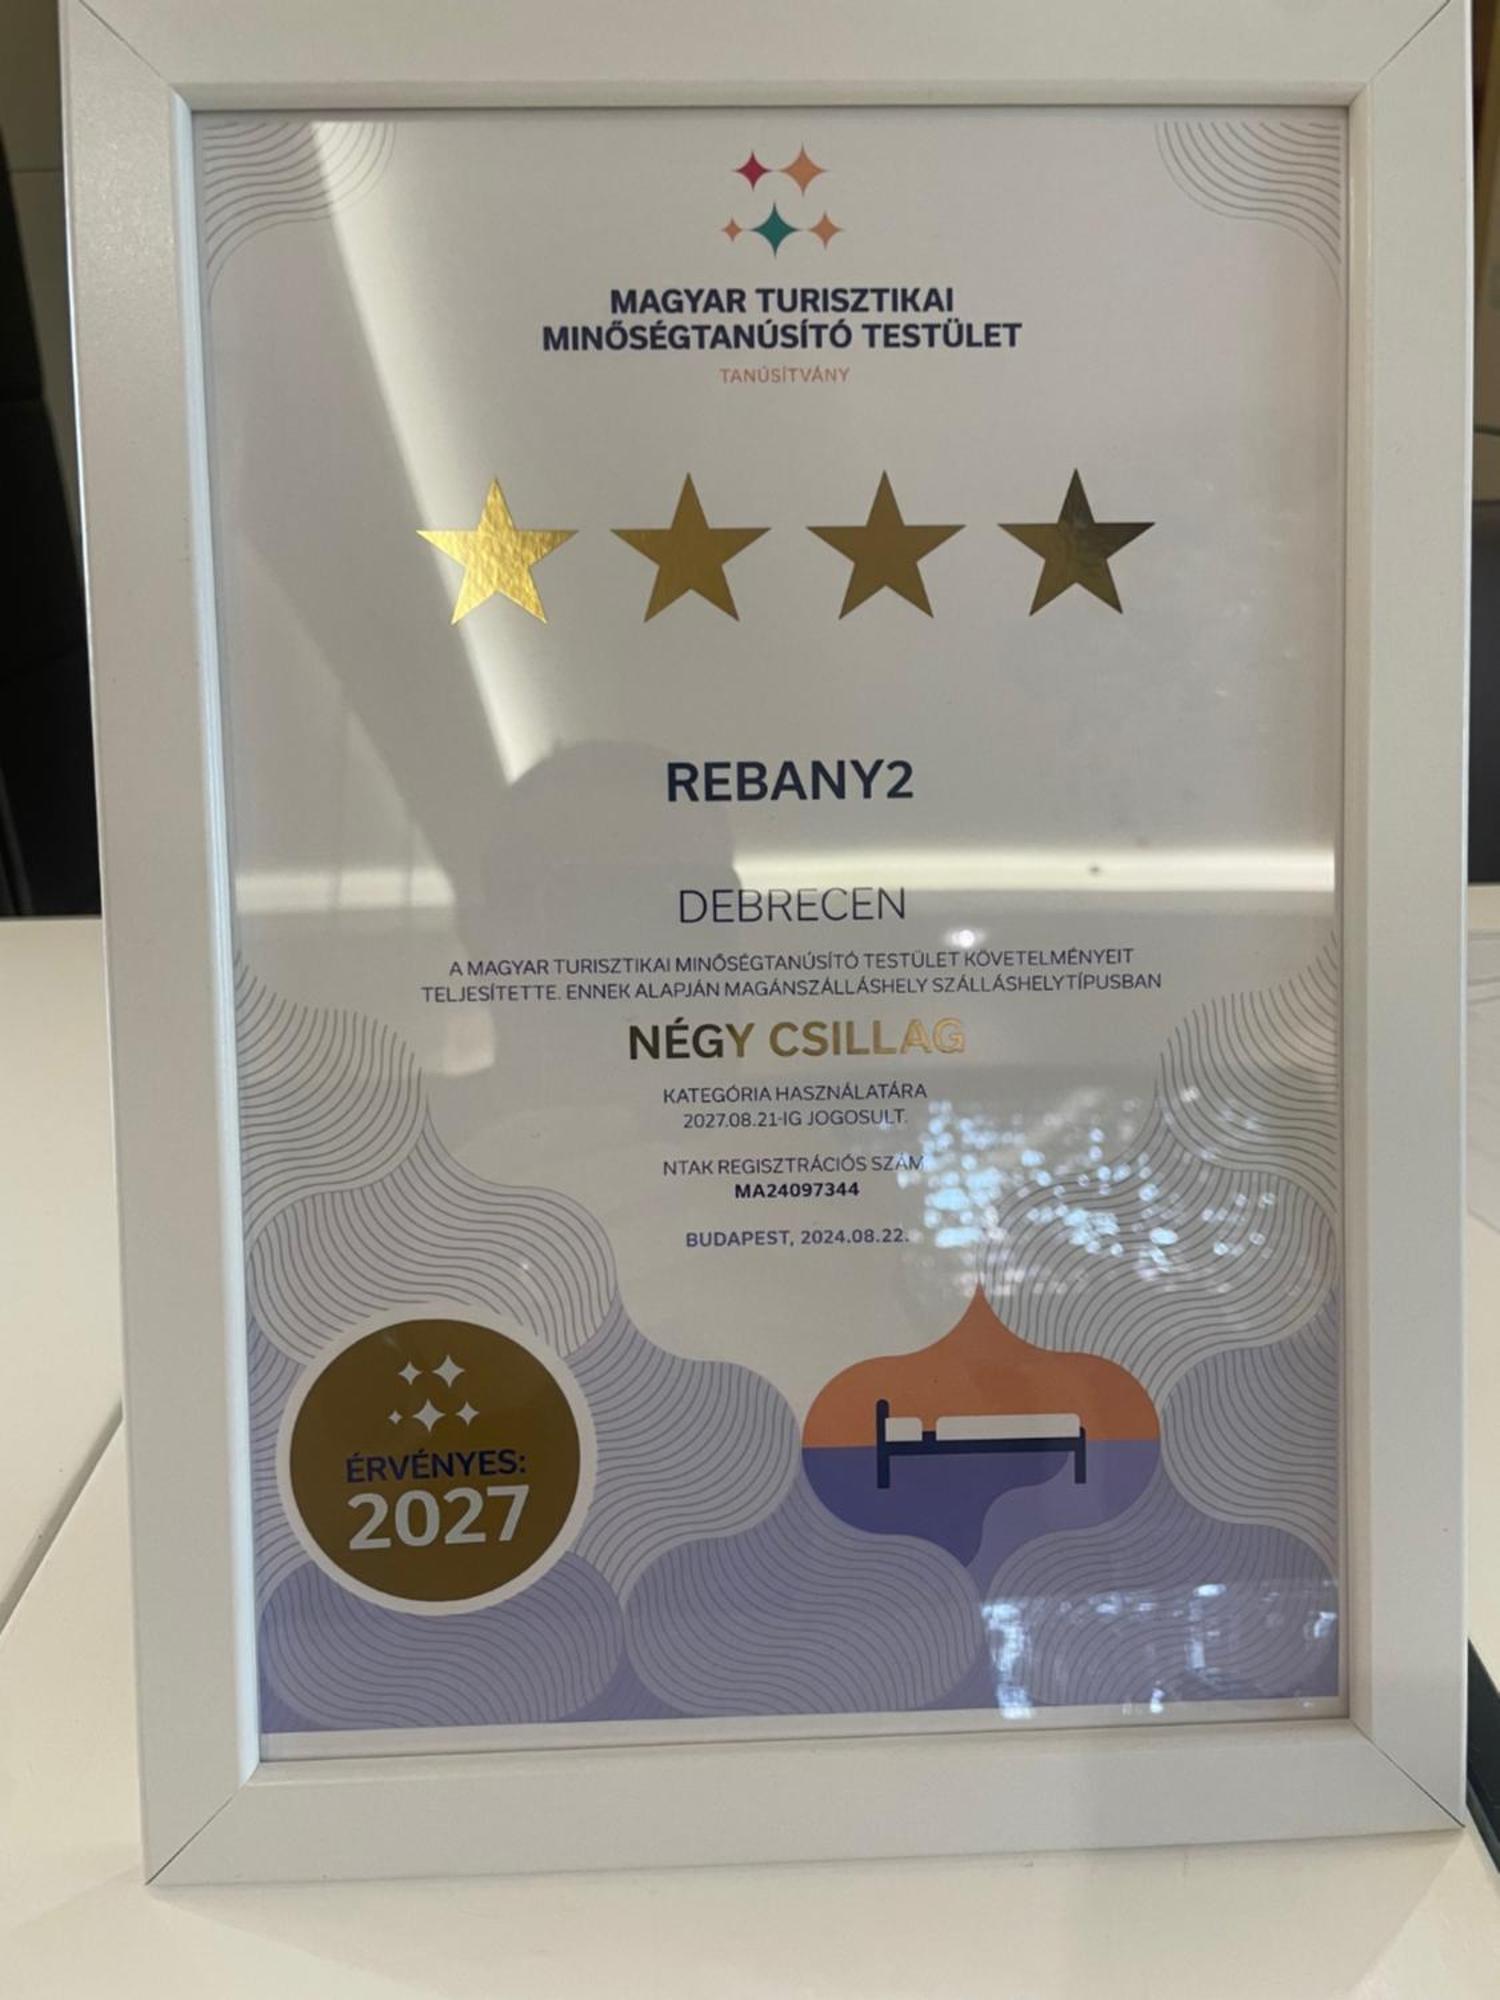 MAGYAR TURISZTIKAI
MINŐSÉGTANÚSÍTÓ TESTÜLET
TANÚSÍTVÁNY
REBANY2
DEBRECEN
A MAGYAR TURISZTIKAI MINŐSÉGTANÚSÍTÓ TESTÜLET KÖVETELMÉNYEIT
TELJESÍTETTE. ENNEK ALAPJÁN MAGÁNSZÁLLÁSHELY SZÁLLÁSHELYTÍPUSBAN
NÉGY CSILLAG
KATEGÓRIA HASZNÁLATÁRA
2027.08.21-IG JOGOSULT.
NTAK REGISZTRÁCIÓS SZÁM
MA24097344
BUDAPEST, 2024.08.22.
ÉRVÉNYES:
2027